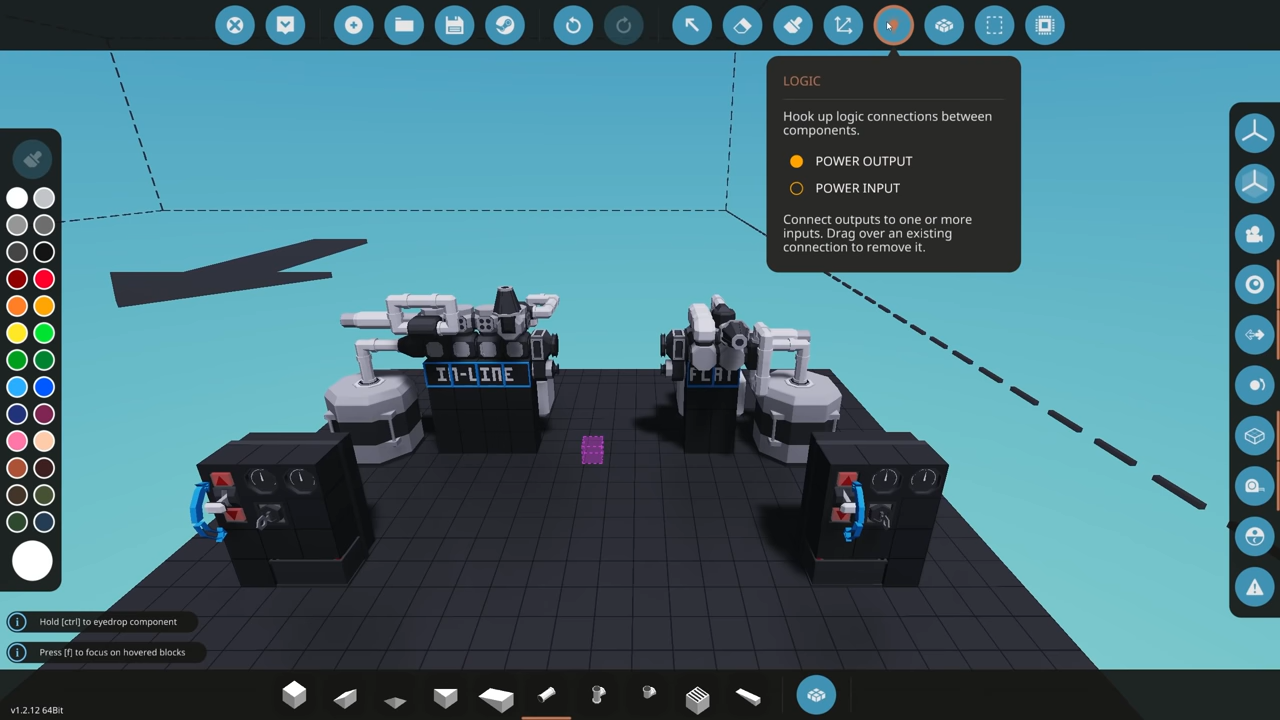 LOGIC
Hook up logic connections between
components.
POWER OUTPUT
POWER INPUT
Connect outputs to one or more
inputs. Drag over an existing
connection to remove it.
IN-LINE
FLAT
Hold [ctrl] to eyedrop component
Press [f] to focus on hovered blocks
v1.2.12 64Bit